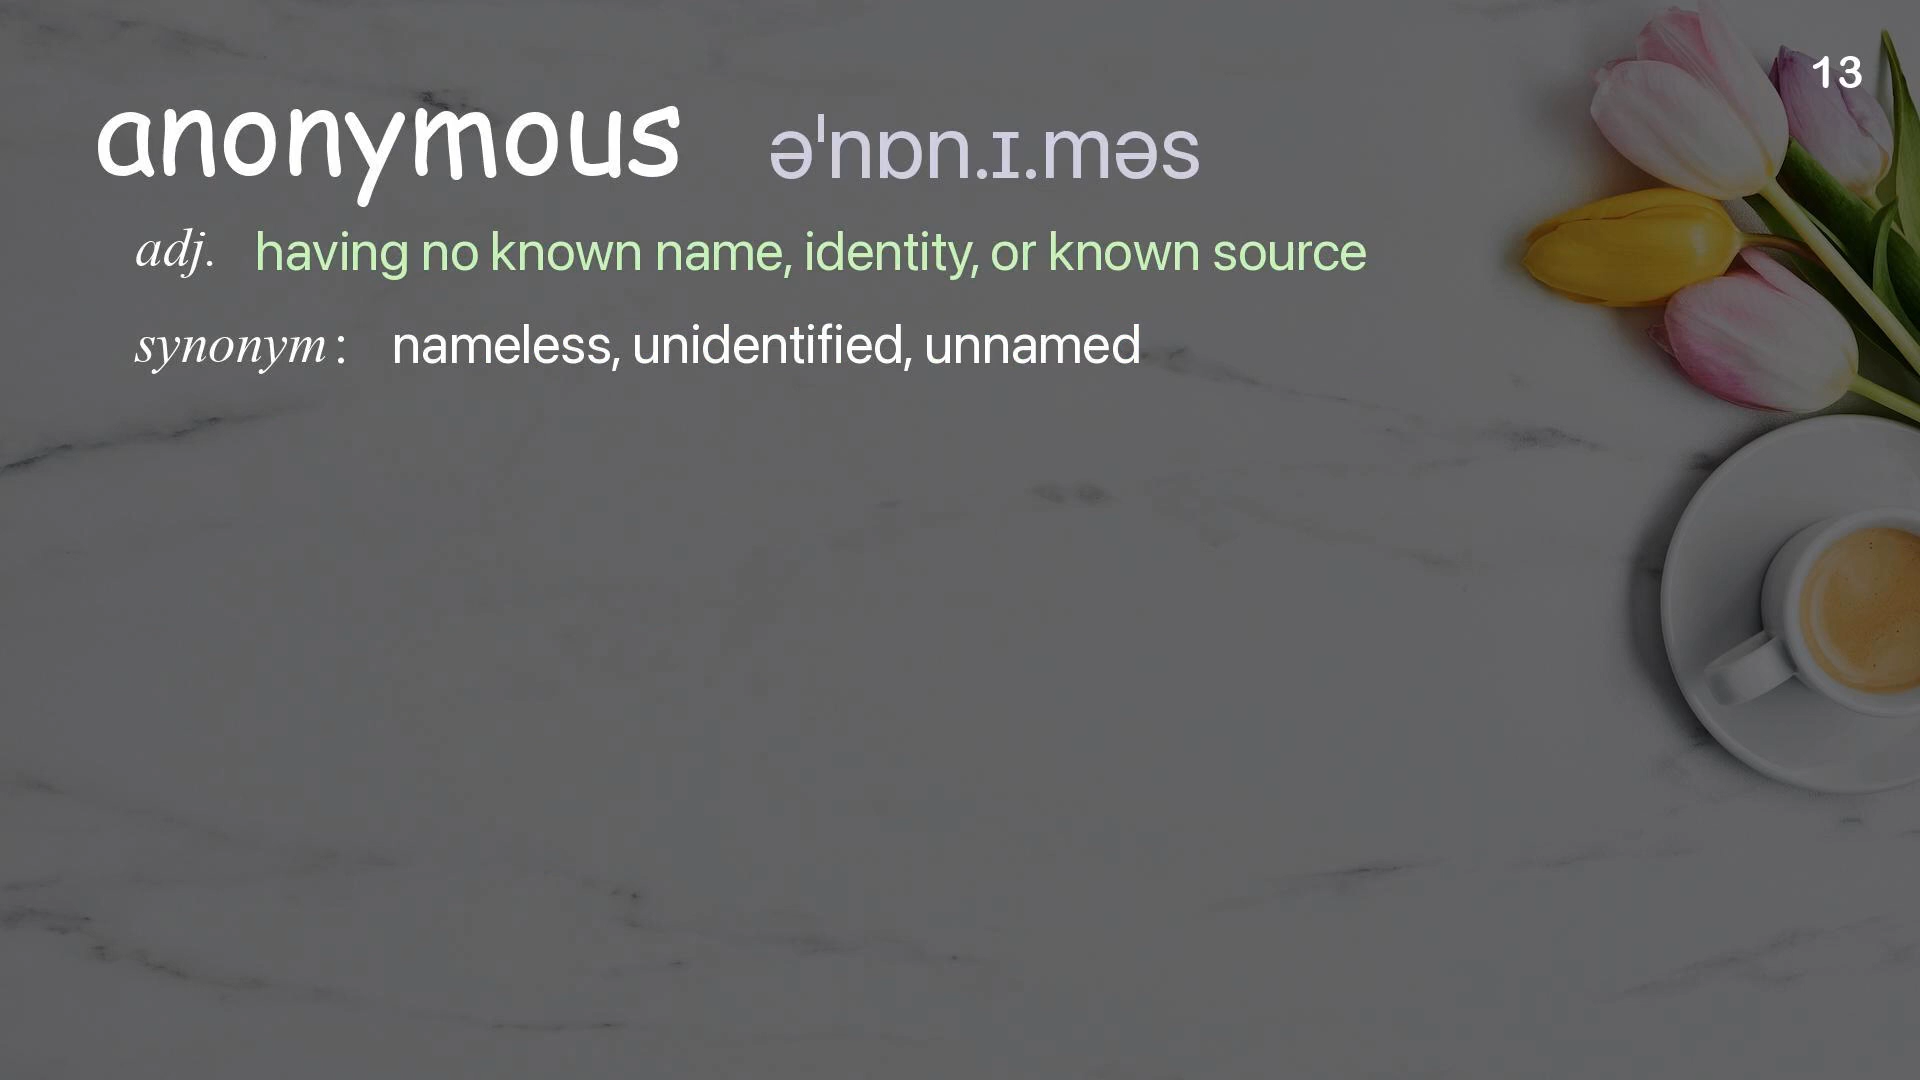 13
anonymous əˈnɒn.ɪ.məs
adj. having no known name, identity, or known source
synonym : nameless, unidentified, unnamed